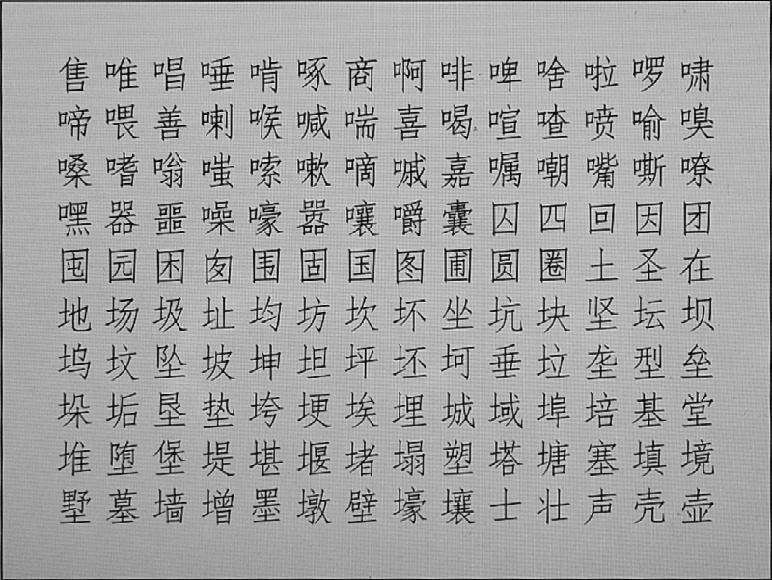 售唯唱唾啃啄商啊啡啤啥啦啰啸
啼喂善喇喉喊喘喜喝喧喳喷喻嗅
嗓嗜嗡嗤嗦嗽嘀嘁嘉嘱嘲嘴嘶嘹
嘿器噩噪嚎嚣嚷嚼囊囚四回因团
囤园困囱围固国图圃圆圈土圣在
地场圾址均坊坎坏坐坑块坚坛坝
坞坟坠坡坤坦坪坯坷垂垃垄型垒
垛垢垦垫垮埂埃埋城域埠培基堂
堆堕堡堤堪堰堵塌塑塔塘塞填境
墅墓墙增墨墩壁壕壤士壮声壳壶